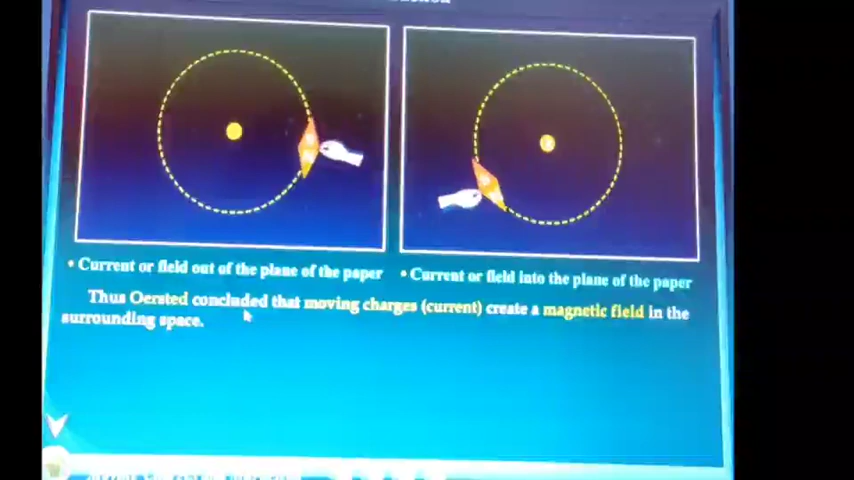 • Current or field out of the plane of the paper
• Current or field into the plane of the paper
Thus Oersted concluded that moving charges (current) create a magnetic field in the
surrounding space.